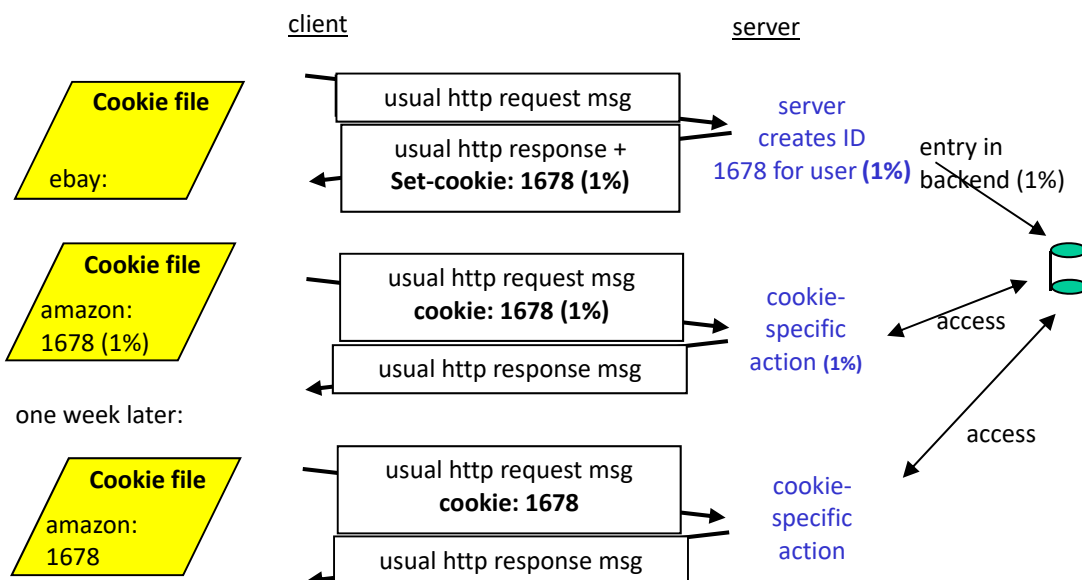 client
server
Cookie file
ebay:
usual http request msg
usual http response +
Set-cookie: 1678 (1%)
server
creates ID
1678 for user (1%)
entry in
backend (1%)
Cookie file
amazon:
1678 (1%)
usual http request msg
cookie: 1678 (1%)
usual http response msg
cookie-
specific
action (1%)
access
one week later:
access
Cookie file
amazon:
1678
usual http request msg
cookie: 1678
usual http response msg
cookie-
specific
action